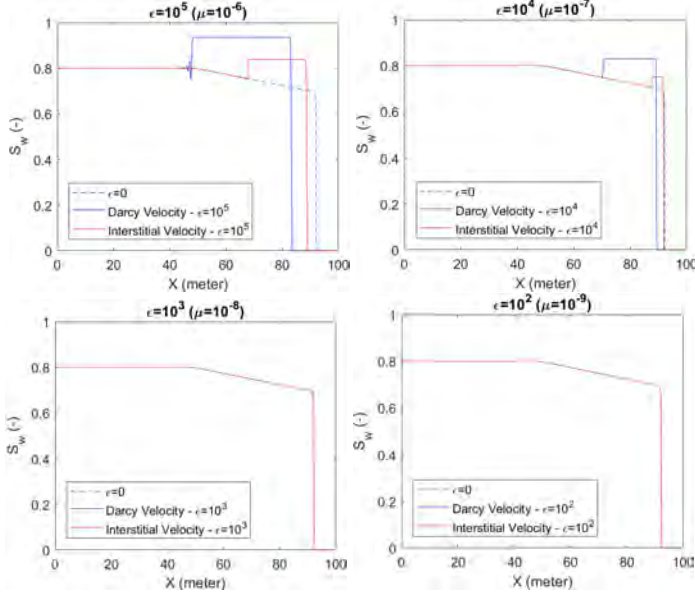 ϵ=10⁵ (μ=10⁻⁶)
1
0.8
0.6
0.4
0.2
0
S_w (-)
ϵ=0
Darcy Velocity - ϵ=10⁵
Interstitial Velocity - ϵ=10⁵
0 20 40 60 80 100
X (meter)
ϵ=10⁴ (μ=10⁻⁷)
1
0.8
0.6
0.4
0.2
0
S_w (-)
ϵ=0
Darcy Velocity - ϵ=10⁴
Interstitial Velocity - ϵ=10⁴
0 20 40 60 80 100
X (meter)
ϵ=10³ (μ=10⁻⁸)
1
0.8
0.6
0.4
0.2
0
S_w (-)
ϵ=0
Darcy Velocity - ϵ=10³
Interstitial Velocity - ϵ=10³
0 20 40 60 80 100
X (meter)
ϵ=10² (μ=10⁻⁹)
1
0.8
0.6
0.4
0.2
0
S_w (-)
ϵ=0
Darcy Velocity - ϵ=10²
Interstitial Velocity - ϵ=10²
0 20 40 60 80 100
X (meter)